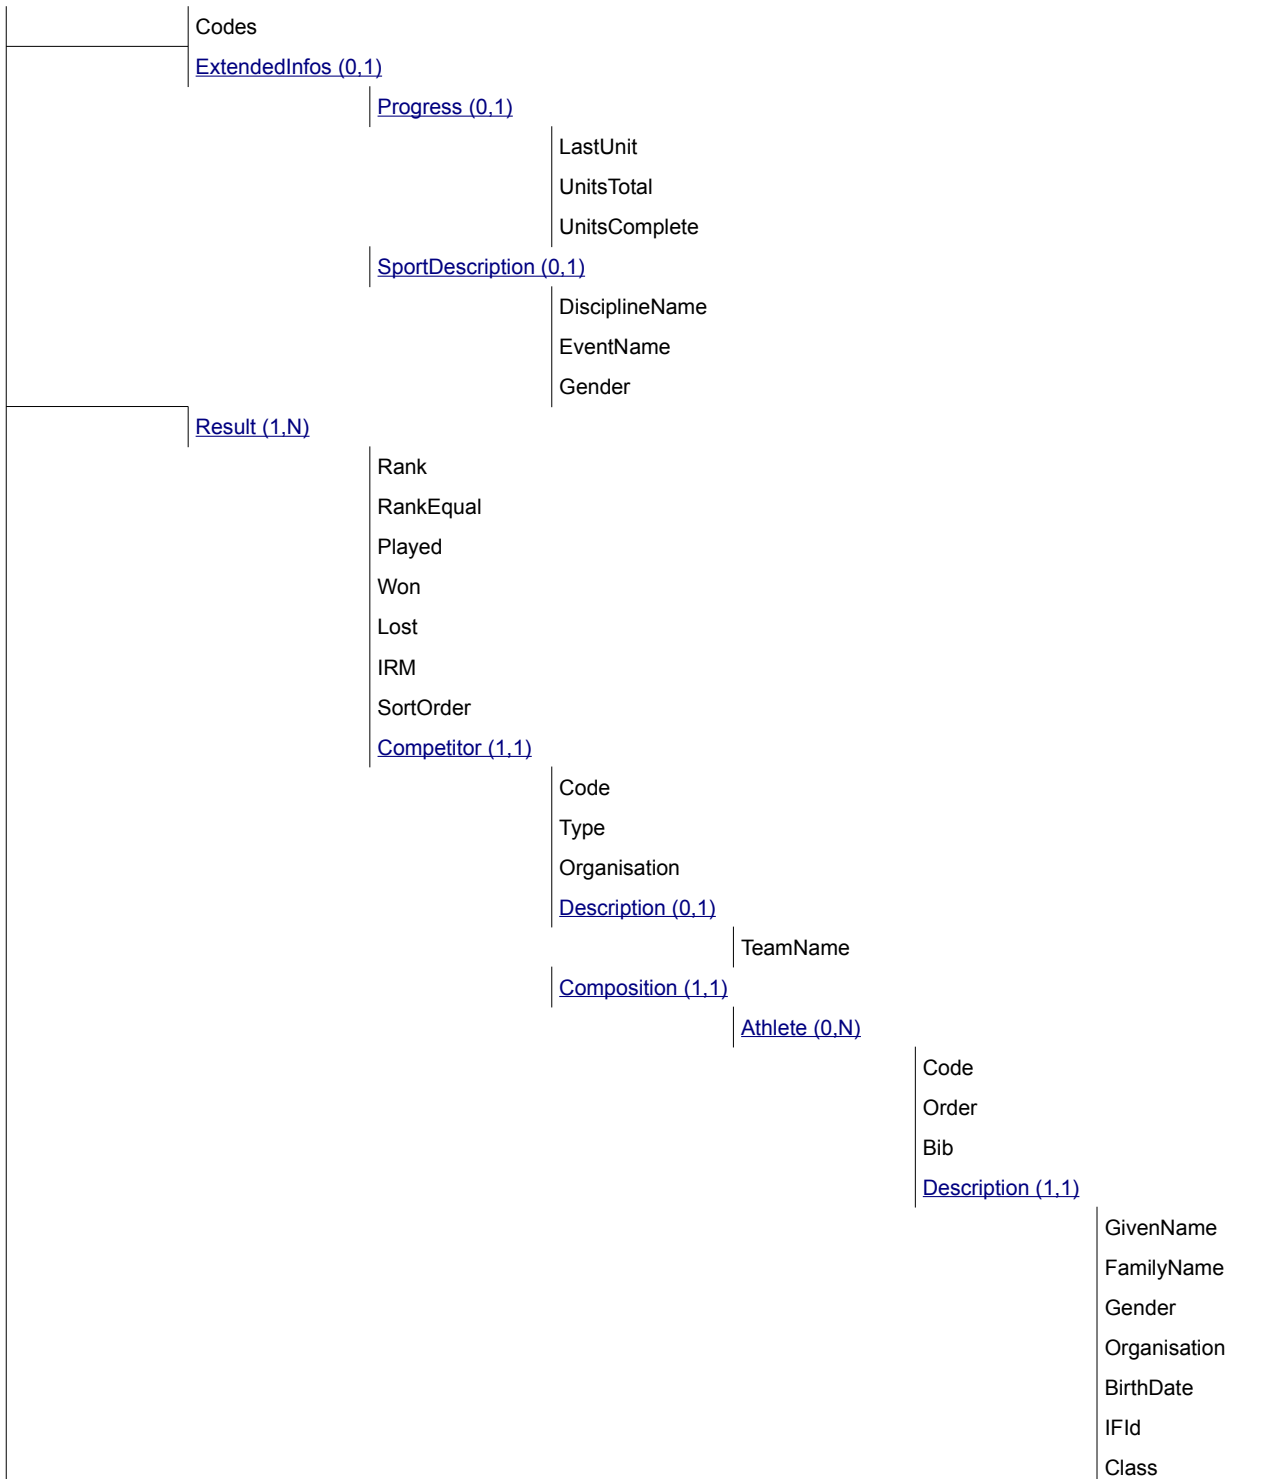 Codes
ExtendedInfos (0,1)
Progress (0,1)
LastUnit
UnitsTotal
UnitsComplete
SportDescription (0,1)
DisciplineName
EventName
Gender
Result (1,N)
Rank
RankEqual
Played
Won
Lost
IRM
SortOrder
Competitor (1,1)
Code
Type
Organisation
Description (0,1)
TeamName
Composition (1,1)
Athlete (0,N)
Code
Order
Bib
Description (1,1)
GivenName
FamilyName
Gender
Organisation
BirthDate
IFId
Class